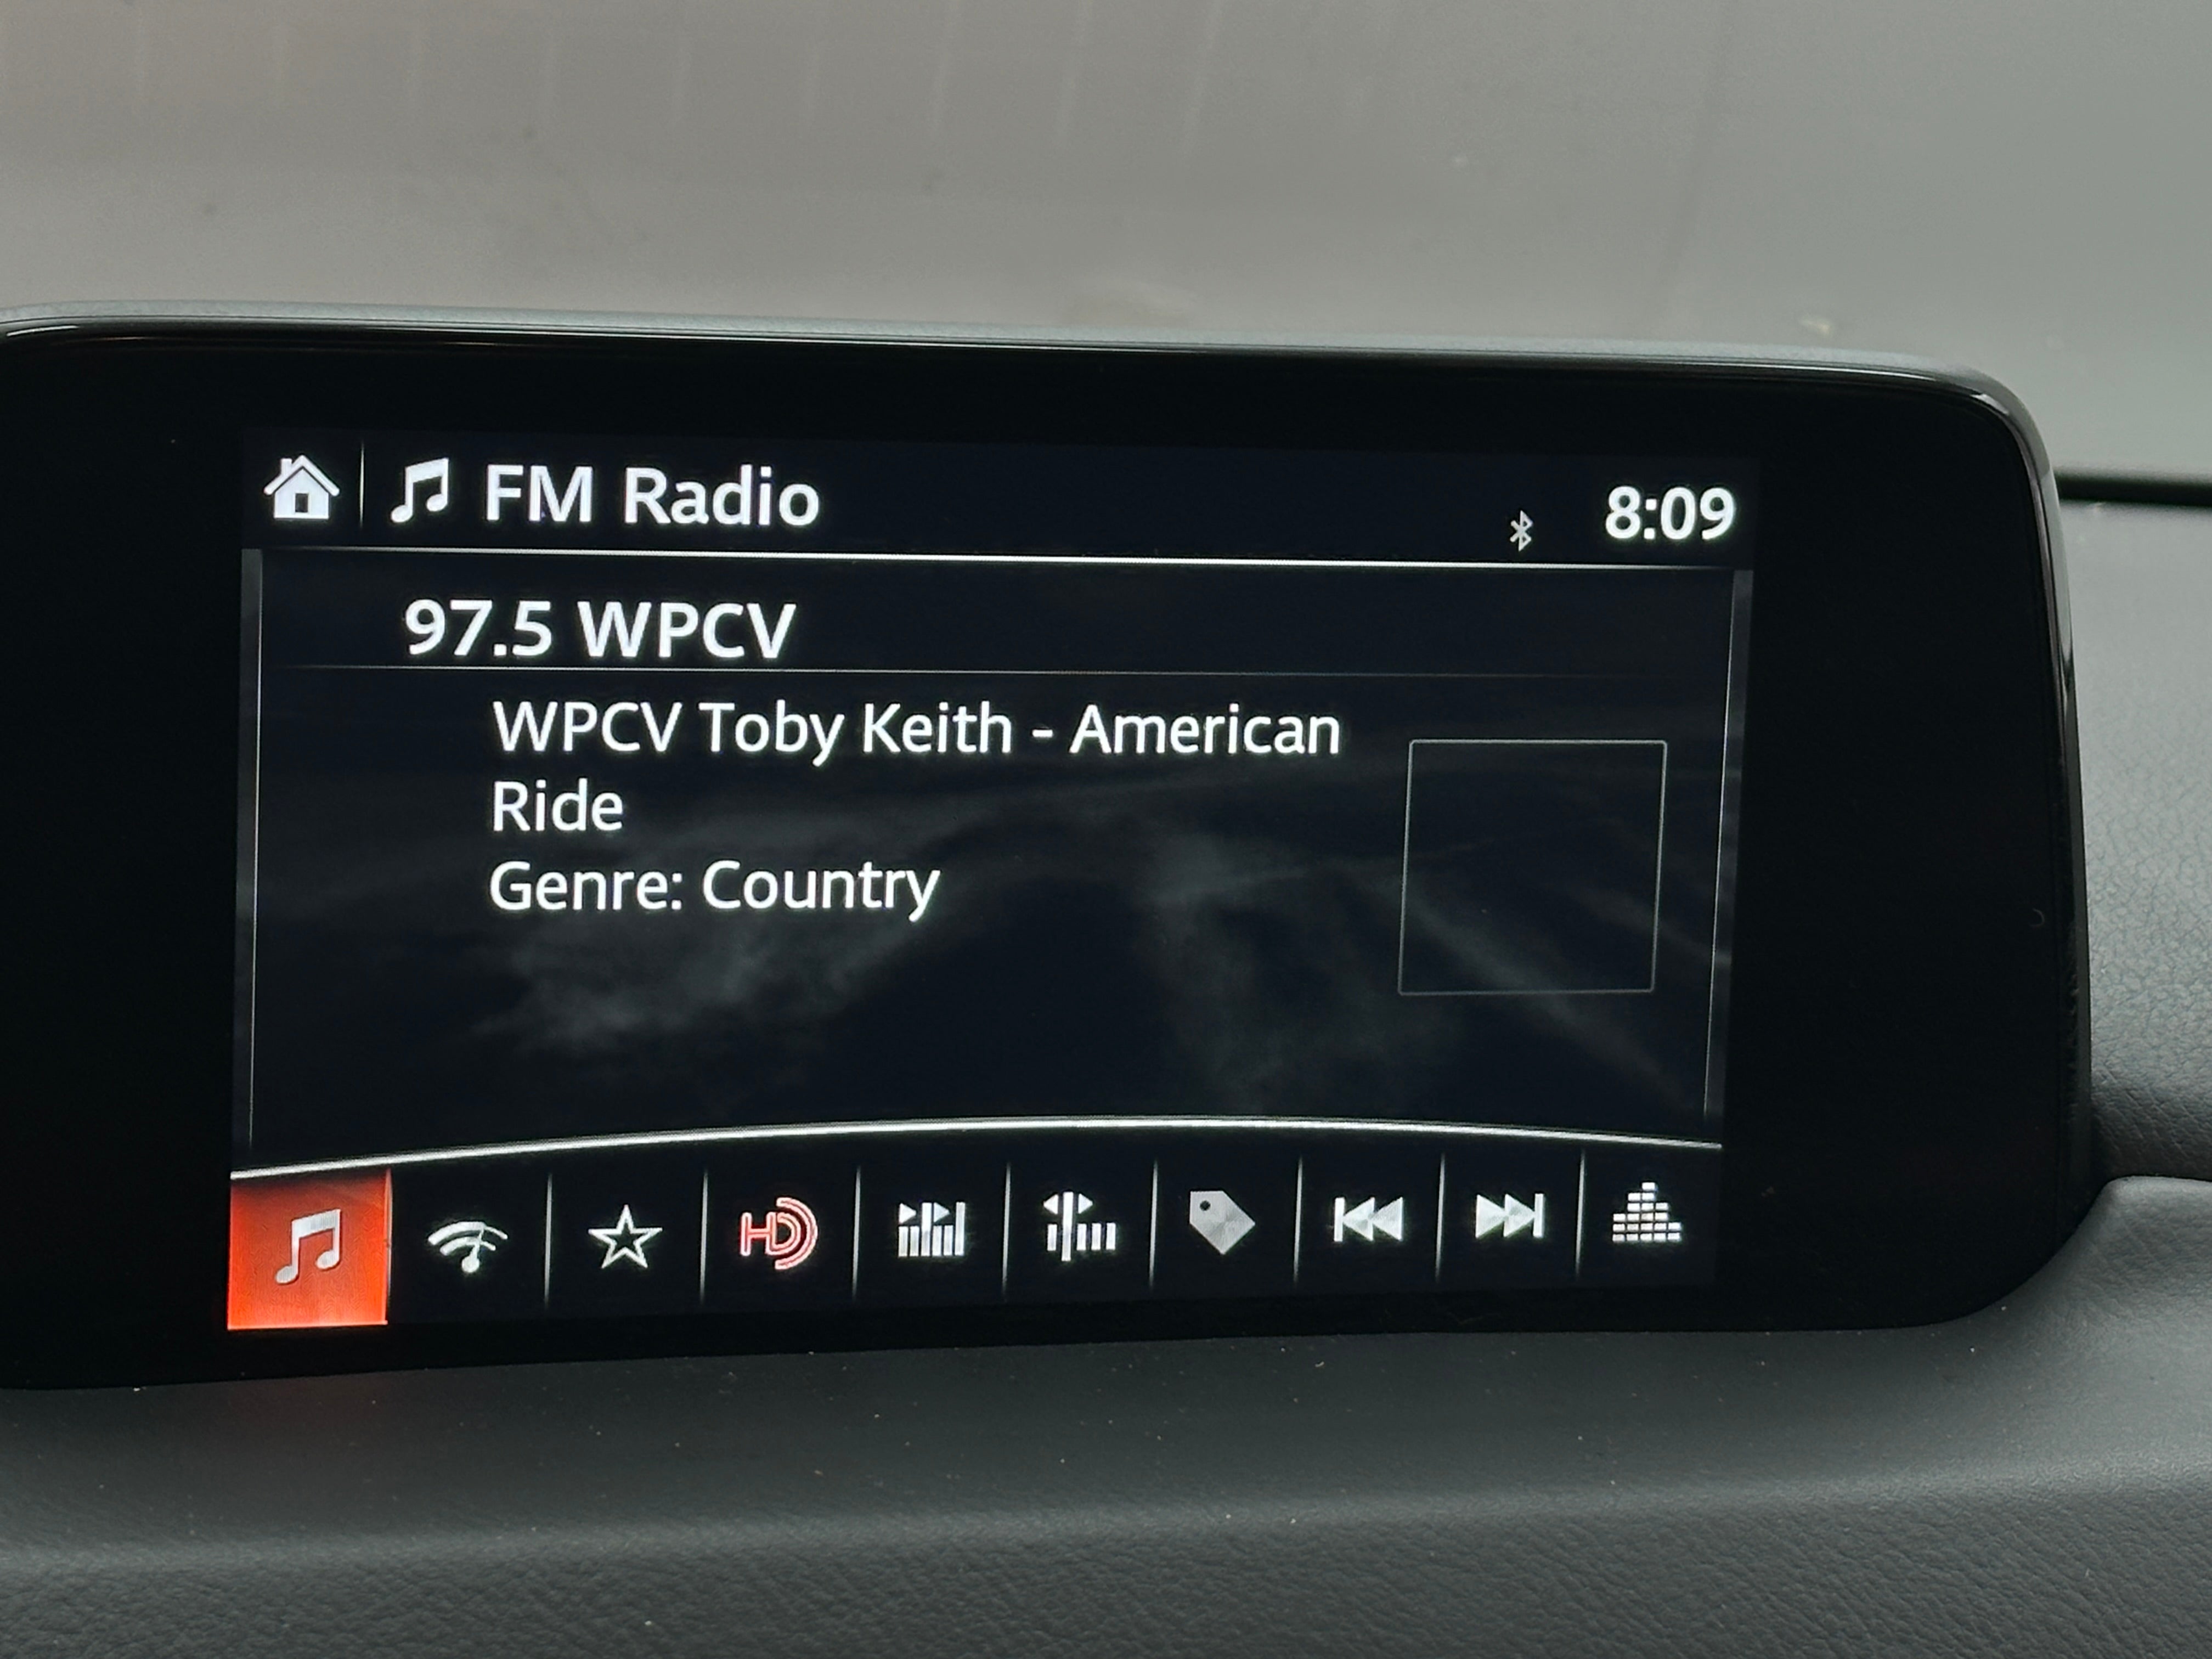 FM Radio
8:09
97.5 WPCV
WPCV Toby Keith - American
Ride
Genre: Country
HD